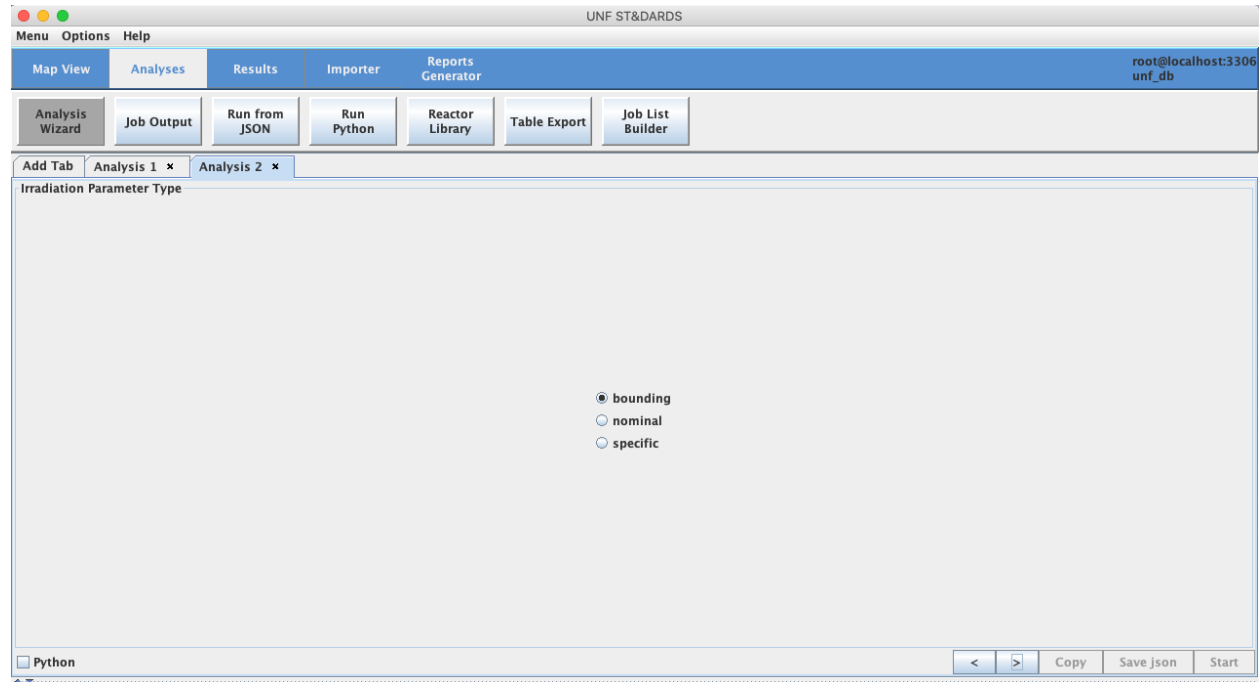 UNF ST&DARDS
Menu Options Help
Map View Analyses Results Importer Reports Generator root@localhost:3306 unf_db
Analysis Wizard Job Output Run from JSON Run Python Reactor Library Table Export Job List Builder
Add Tab Analysis 1 × Analysis 2 ×
Irradiation Parameter Type
bounding
nominal
specific
Python < > Copy Save json Start